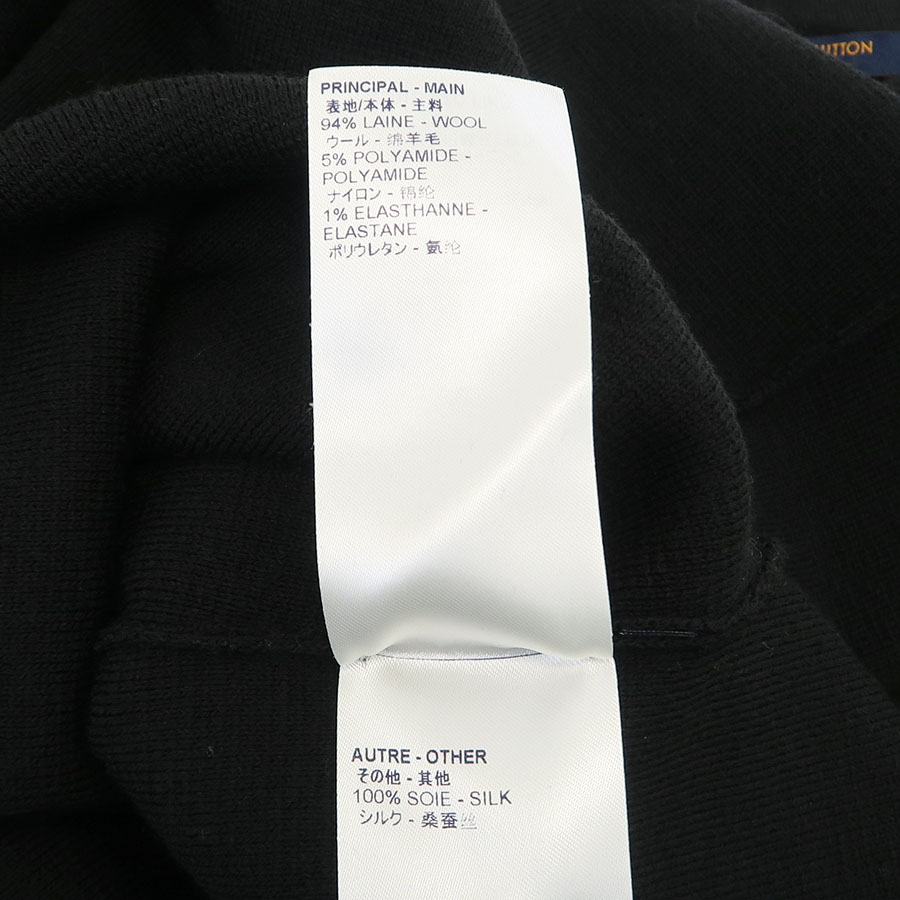 UITTON
PRINCIPAL - MAIN
表地/本体 - 主料
94% LAINE - WOOL
ウール - 绵羊毛
5% POLYAMIDE -
POLYAMIDE
ナイロン - 锦纶
1% ELASTHANNE -
ELASTANE
ポリウレタン - 氨纶
AUTRE - OTHER
その他 - 其他
100% SOIE - SILK
シルク - 桑蚕丝